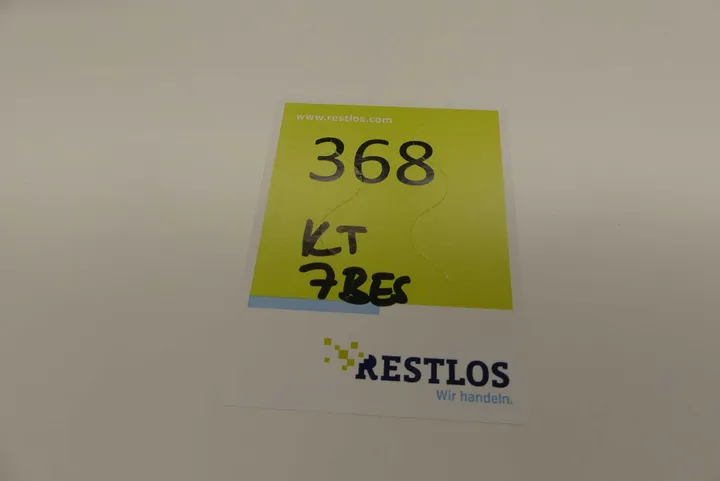 www.restlos.com
368
KT
7BES
RESTLOS
Wir handeln.